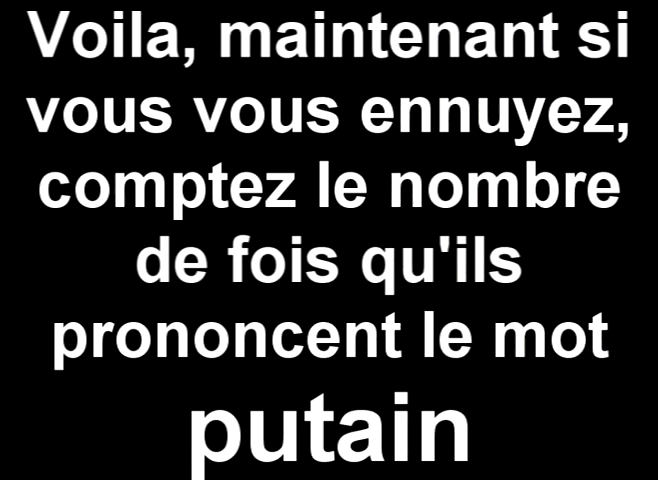 Voila, maintenant si
vous vous ennuyez,
comptez le nombre
de fois qu'ils
prononcent le mot
putain